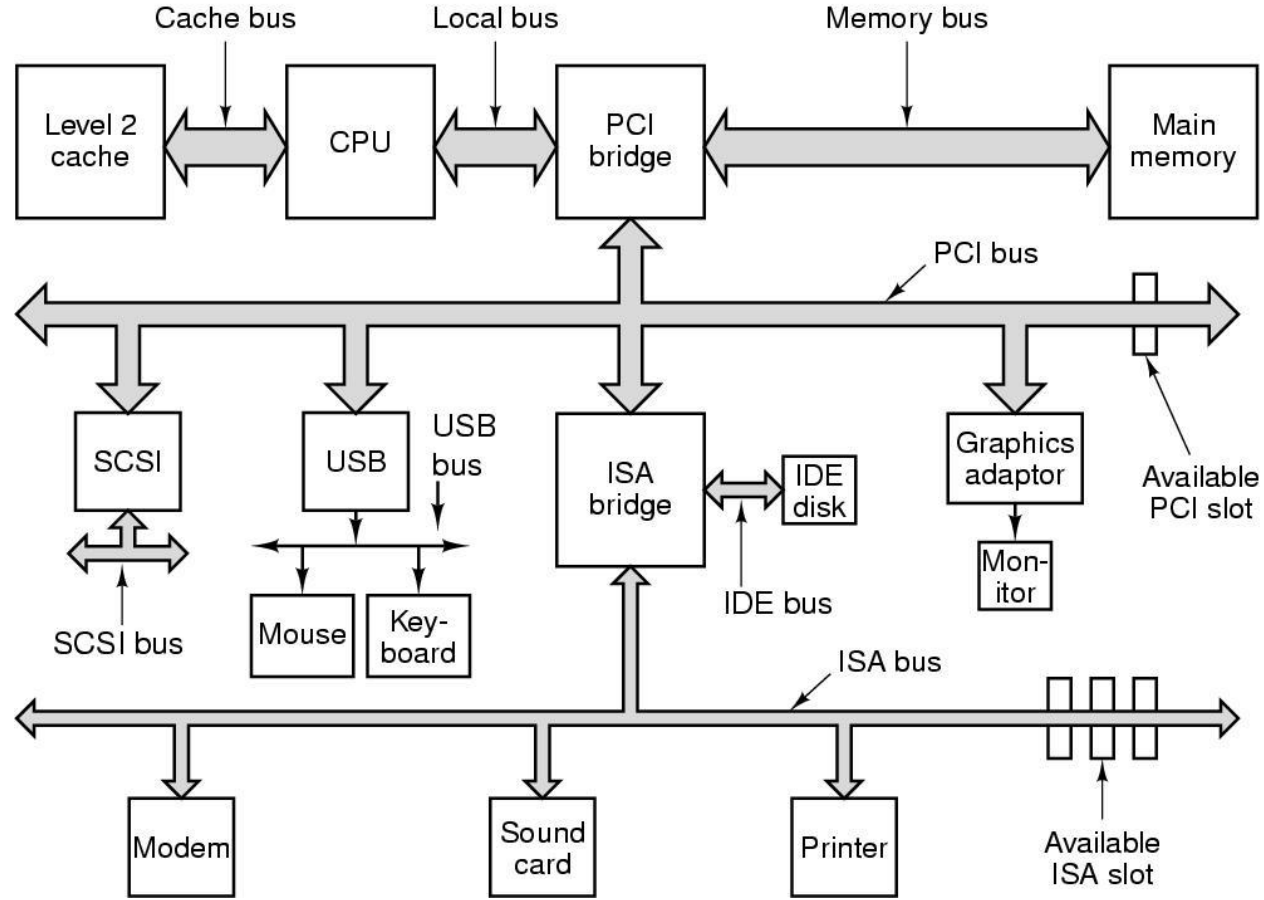 Cache bus
Local bus
Memory bus
Level 2
cache
CPU
PCI
bridge
Main
memory
PCI bus
SCSI
USB
USB
bus
ISA
bridge
IDE
disk
Graphics
adaptor
Available
PCI slot
Mon-
itor
IDE bus
SCSI bus
Mouse
Key-
board
ISA bus
Modem
Sound
card
Printer
Available
ISA slot